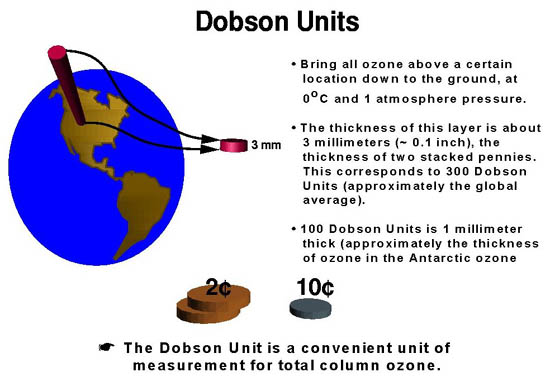 Dobson Units
• Bring all ozone above a certain
location down to the ground, at
0°C and 1 atmosphere pressure.
3 mm
• The thickness of this layer is about
3 millimeters (~ 0.1 inch), the
thickness of two stacked pennies.
This corresponds to 300 Dobson
Units (approximately the global
average).
• 100 Dobson Units is 1 millimeter
thick (approximately the thickness
of ozone in the Antarctic ozone
2¢ 10¢
☛ The Dobson Unit is a convenient unit of
measurement for total column ozone.